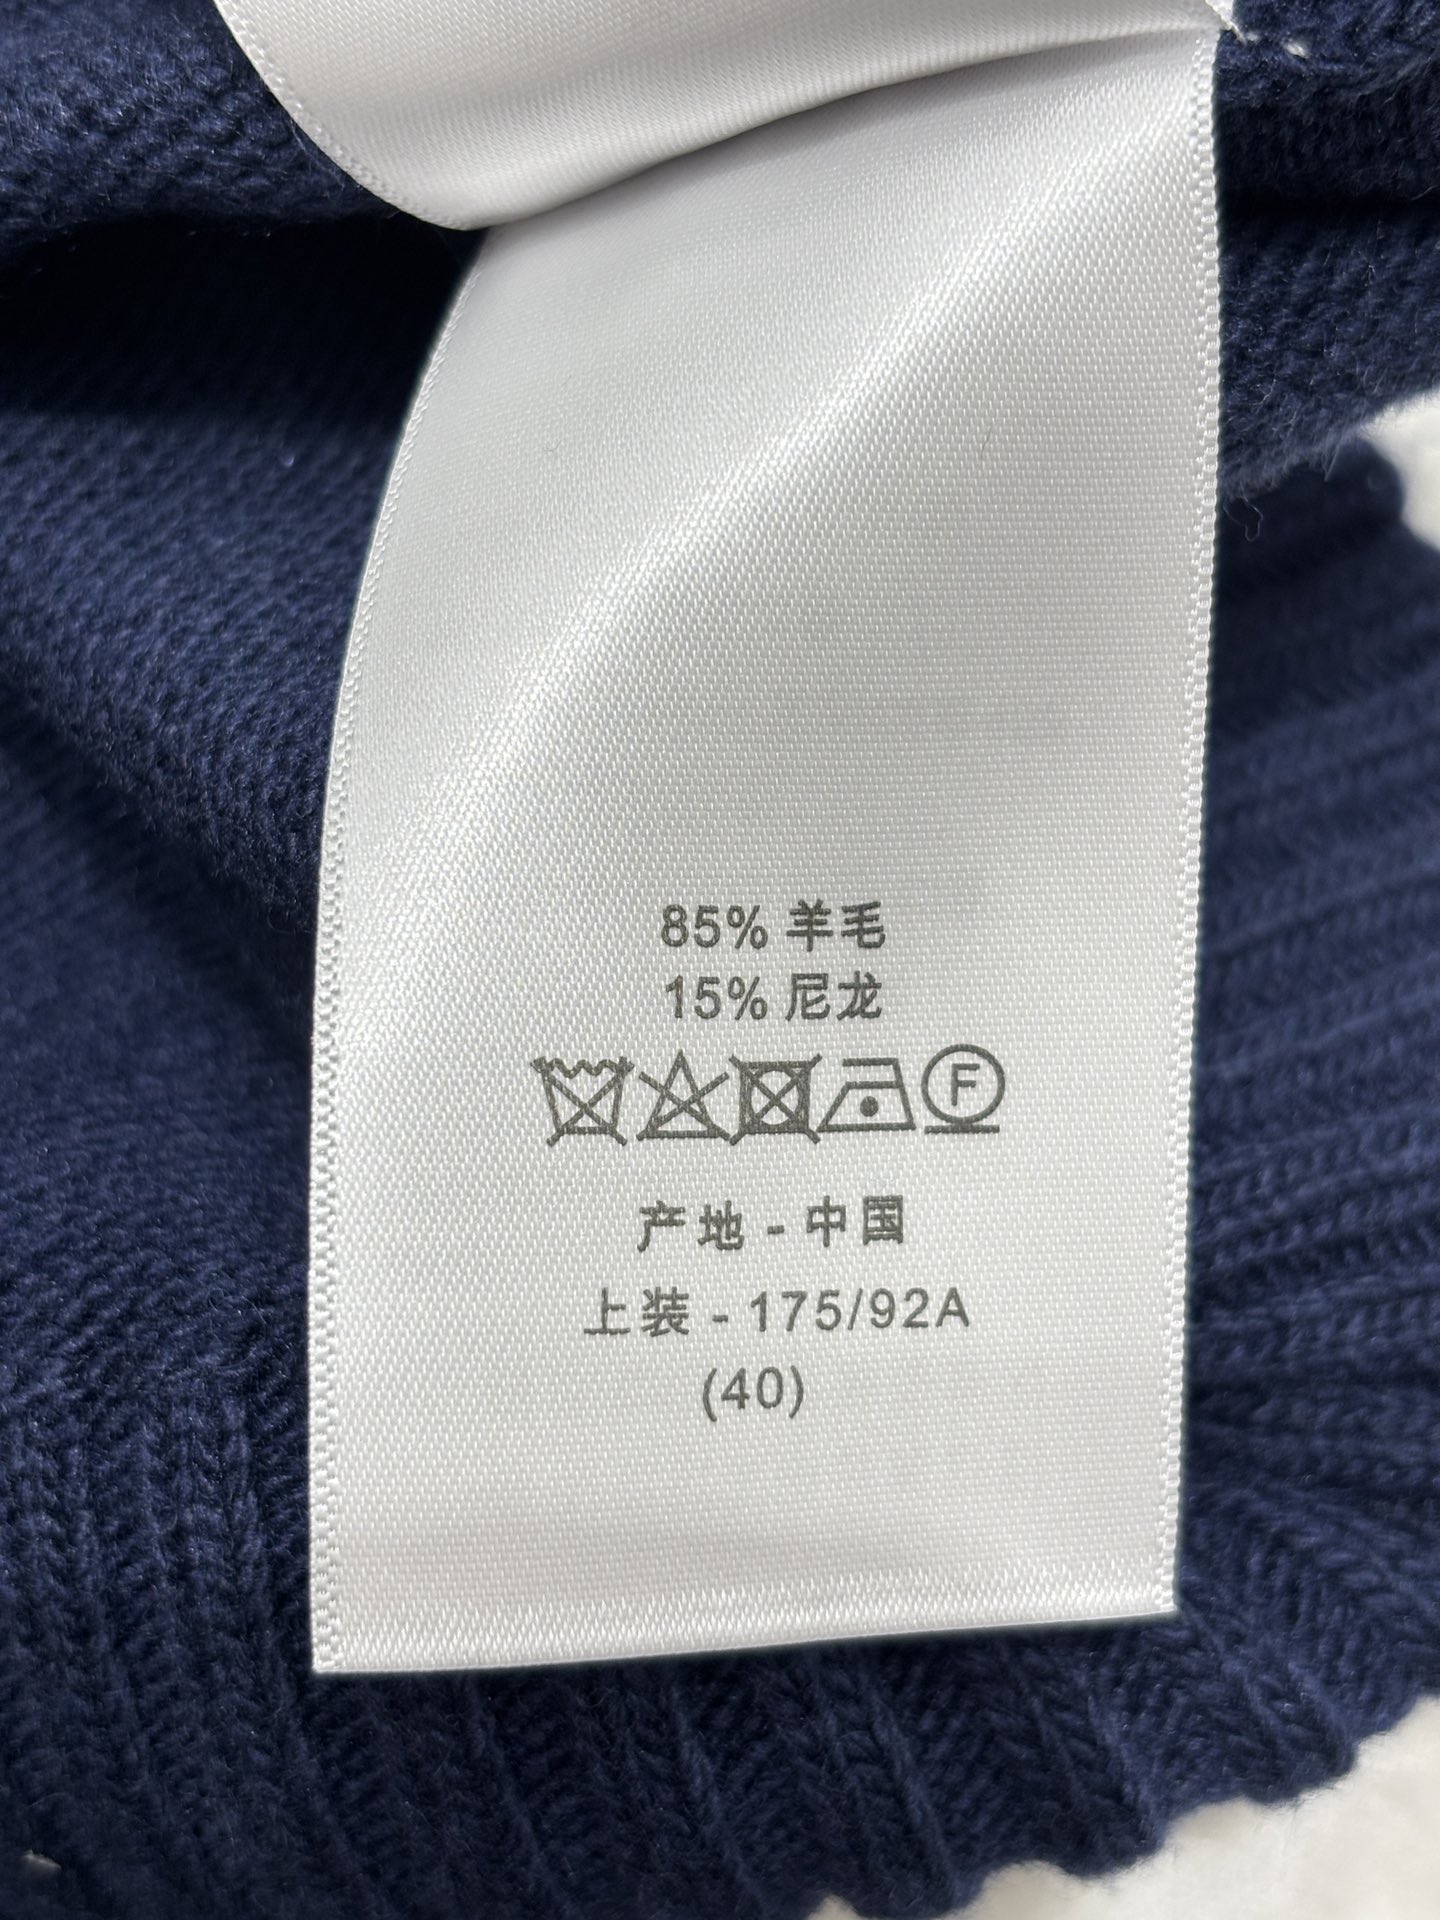 85% 羊毛
15% 尼龙
F
产地 - 中国
上装 - 175/92A
(40)